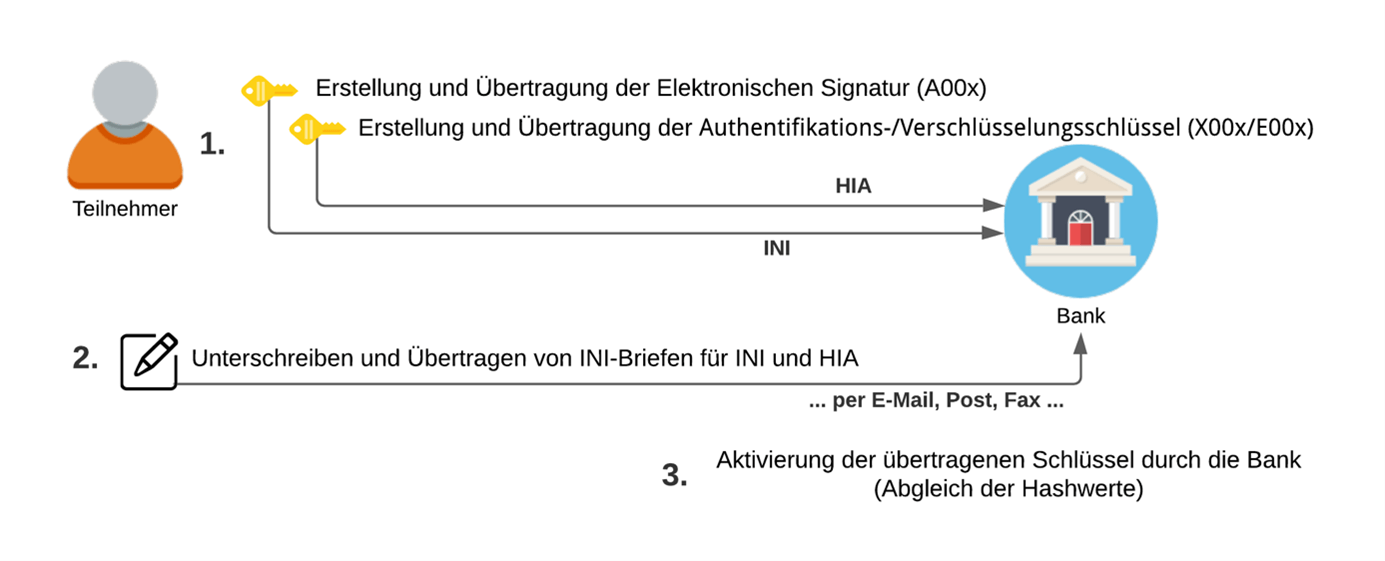 Erstellung und Übertragung der Elektronischen Signatur (A00x)
Erstellung und Übertragung der Authentifikations-/Verschlüsselungsschlüssel (X00x/E00x)
1.
HIA
Teilnehmer
INI
Bank
2.
Unterschreiben und Übertragen von INI-Briefen für INI und HIA
... per E-Mail, Post, Fax ...
3.
Aktivierung der übertragenen Schlüssel durch die Bank
(Abgleich der Hashwerte)